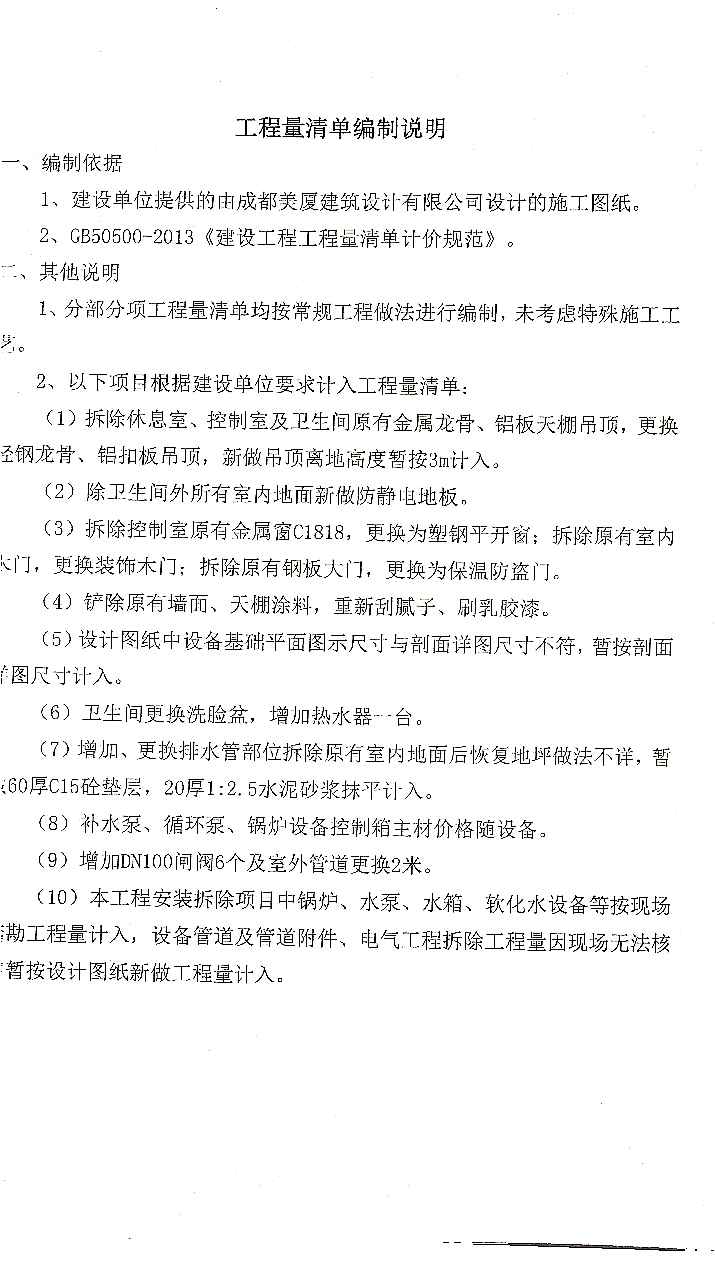 工程量清单编制说明
一、编制依据
1、建设单位提供的由成都美厦建筑设计有限公司设计的施工图纸。
2、GB50500-2013《建设工程工程量清单计价规范》。
二、其他说明
1、分部分项工程量清单均按常规工程做法进行编制，未考虑特殊施工工
艺。
2、以下项目根据建设单位要求计入工程量清单：
（1）拆除休息室、控制室及卫生间原有金属龙骨、铝板天棚吊顶，更换
轻钢龙骨、铝扣板吊顶，新做吊顶离地高度暂按3m计入。
（2）除卫生间外所有室内地面新做防静电地板。
（3）拆除控制室原有金属窗C1818，更换为塑钢平开窗；拆除原有室内
木门，更换装饰木门；拆除原有钢板大门，更换为保温防盗门。
（4）铲除原有墙面、天棚涂料，重新刮腻子、刷乳胶漆。
（5）设计图纸中设备基础平面图示尺寸与剖面详图尺寸不符，暂按剖面
详图尺寸计入。
（6）卫生间更换洗脸盆，增加热水器一台。
（7）增加、更换排水管部位拆除原有室内地面后恢复地坪做法不详，暂
60厚C15砼垫层，20厚1:2.5水泥砂浆抹平计入。
（8）补水泵、循环泵、锅炉设备控制箱主材价格随设备。
（9）增加DN100闸阀6个及室外管道更换2米。
（10）本工程安装拆除项目中锅炉、水泵、水箱、软化水设备等按现场
勘工程量计入，设备管道及管道附件、电气工程拆除工程量因现场无法核
暂按设计图纸新做工程量计入。